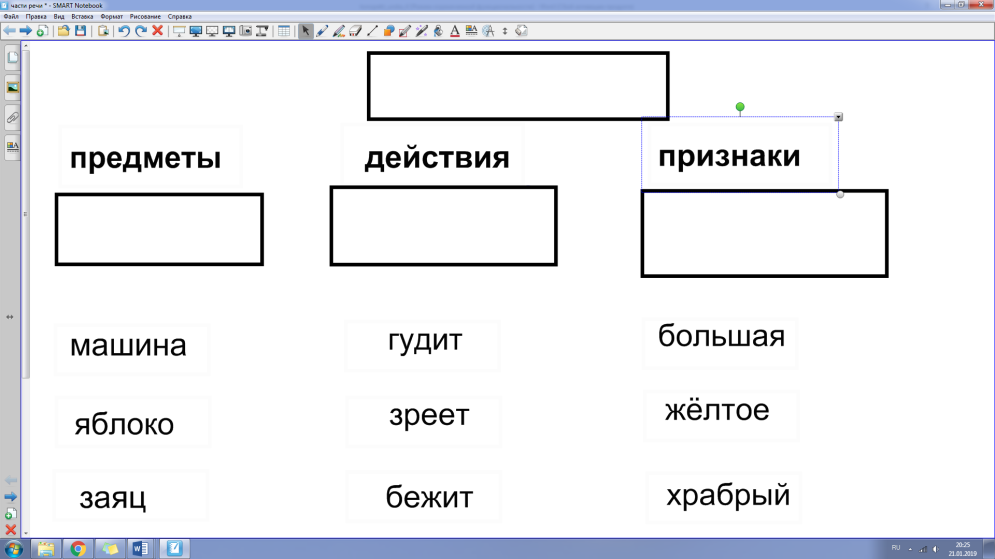 части речи * - SMART Notebook
Файл Правка Вид Вставка Формат Рисование Справка
предметы действия признаки
машина гудит большая
яблоко зреет жёлтое
заяц бежит храбрый
RU 20:25
21.01.2019